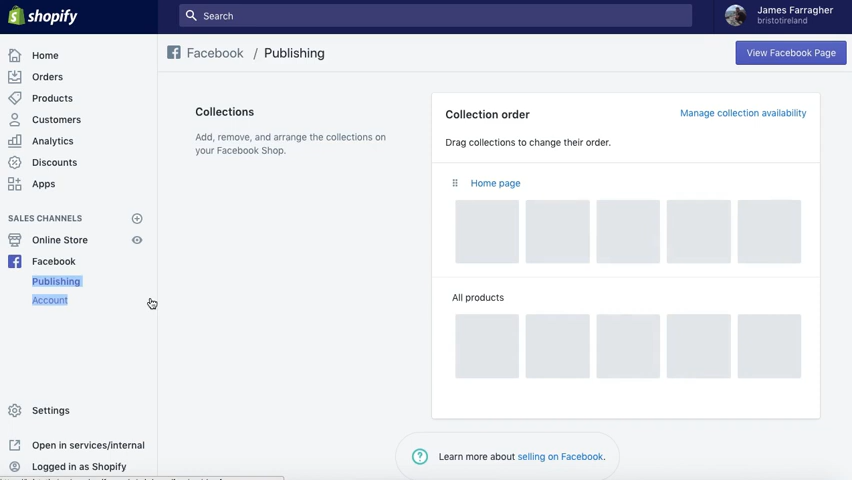 shopify
Search
James Farragher
bristotireland
Home
Orders
Products
Customers
Analytics
Discounts
Apps
SALES CHANNELS
Online Store
Facebook
Publishing
Account
Settings
Open in services/internal
Logged in as Shopify
Facebook / Publishing
View Facebook Page
Collections
Add, remove, and arrange the collections on
your Facebook Shop.
Collection order
Manage collection availability
Drag collections to change their order.
Home page
All products
Learn more about selling on Facebook.